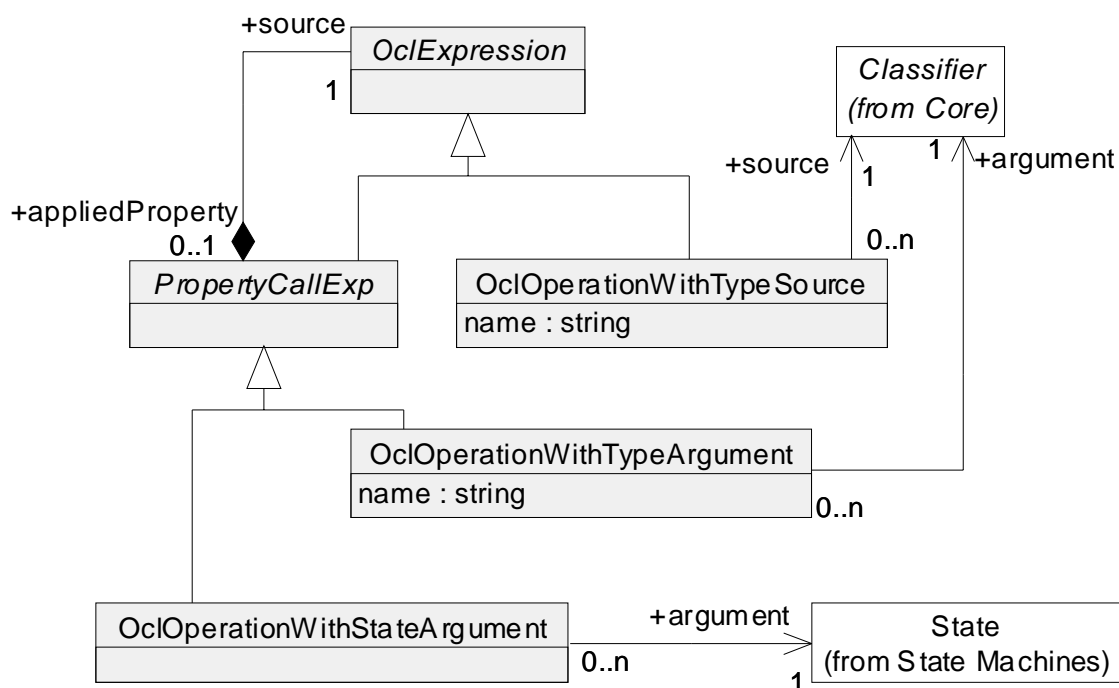 +source
OclExpression
1
Classifier
(from Core)
+source
1
1
+argument
+appliedProperty
0..1
0..n
PropertyCallExp
OclOperationWithTypeSource
name : string
OclOperationWithTypeArgument
name : string
0..n
OclOperationWithStateArgument
+argument
0..n
1
State
(from State Machines)